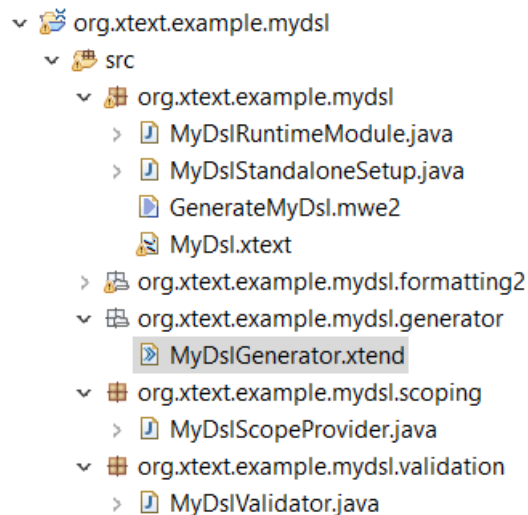 org.xtext.example.mydsl
src
org.xtext.example.mydsl
MyDslRuntimeModule.java
MyDslStandaloneSetup.java
GenerateMyDsl.mwe2
MyDsl.xtext
org.xtext.example.mydsl.formatting2
org.xtext.example.mydsl.generator
MyDslGenerator.xtend
org.xtext.example.mydsl.scoping
MyDslScopeProvider.java
org.xtext.example.mydsl.validation
MyDslValidator.java